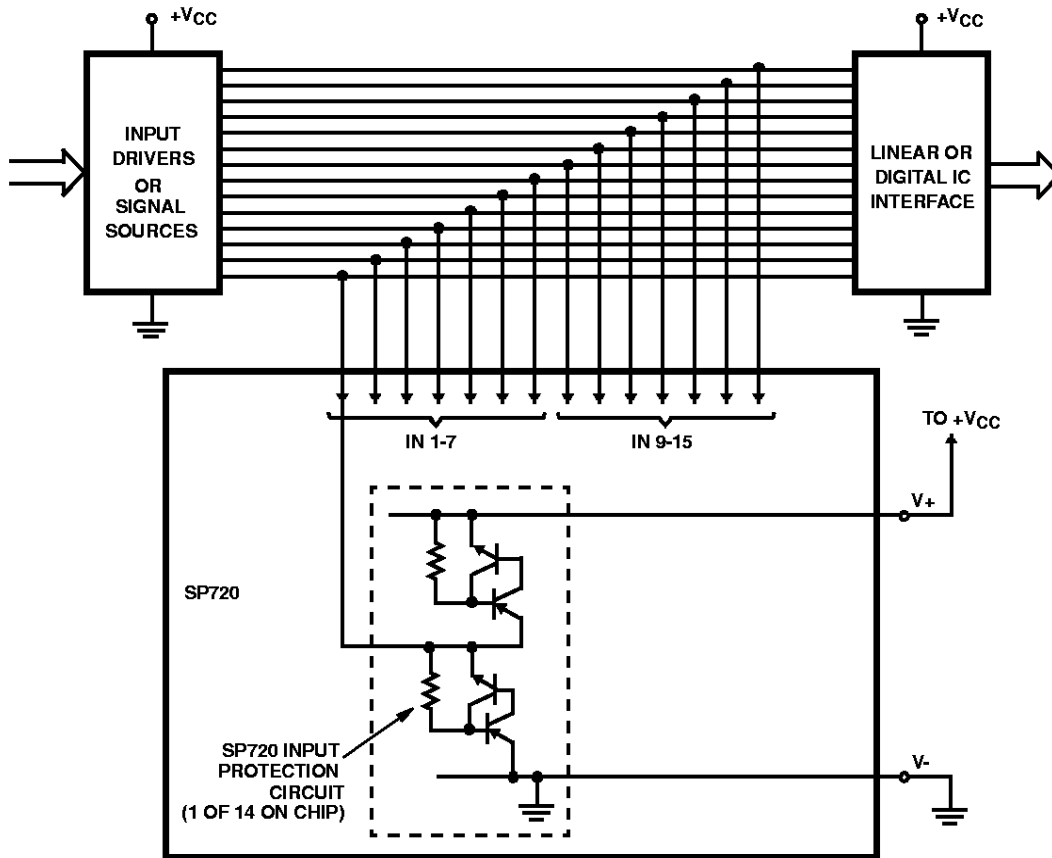 +VCC
+VCC
INPUT
DRIVERS
OR
SIGNAL
SOURCES
LINEAR OR
DIGITAL IC
INTERFACE
IN 1-7
IN 9-15
TO +VCC
V+
SP720
SP720 INPUT
PROTECTION
CIRCUIT
(1 OF 14 ON CHIP)
V-